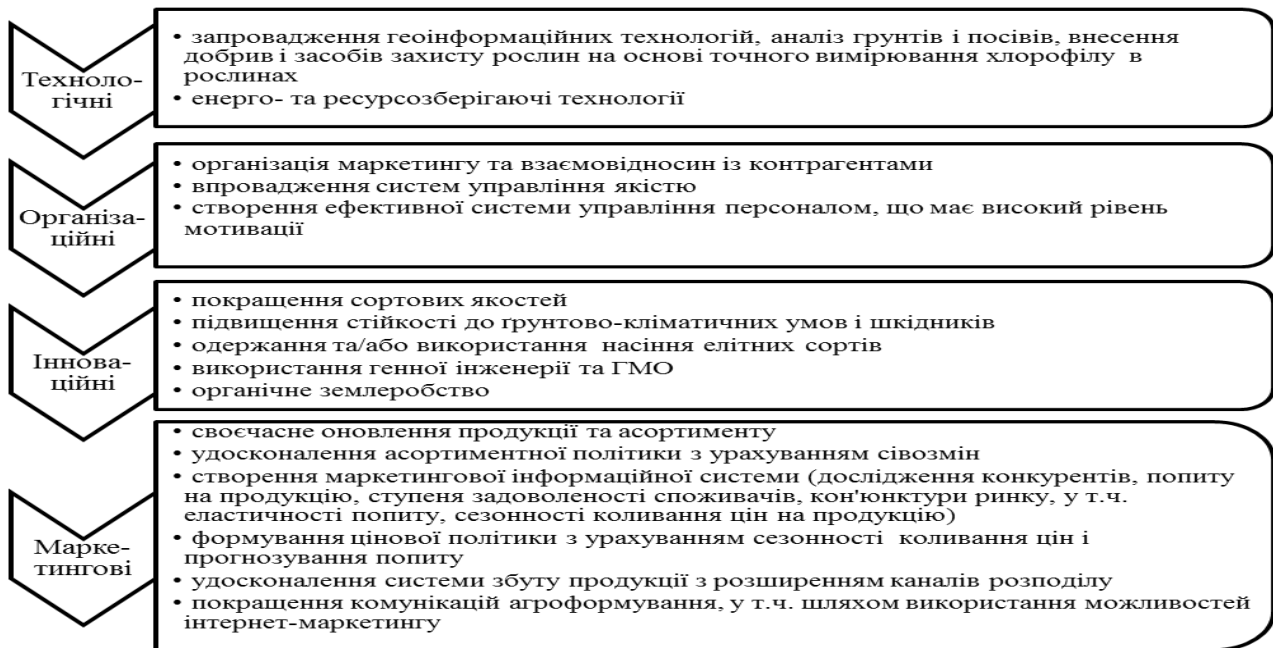 Техноло-
гічні
• запровадження геоінформаційних технологій, аналіз грунтів і посівів, внесення
добрив і засобів захисту рослин на основі точного вимірювання хлорофілу в
рослинах
• енерго- та ресурсозберігаючі технології
Організа-
ційні
• організація маркетингу та взаємовідносин із контрагентами
• впровадження систем управління якістю
• створення ефективної системи управління персоналом, що має високий рівень
мотивації
Іннова-
ційні
• покращення сортових якостей
• підвищення стійкості до ґрунтово-кліматичних умов і шкідників
• одержання та/або використання насіння елітних сортів
• використання генної інженерії та ГМО
• органічне землеробство
Марке-
тингові
• своєчасне оновлення продукції та асортименту
• удосконалення асортиментної політики з урахуванням сівозмін
• створення маркетингової інформаційної системи (дослідження конкурентів, попиту
на продукцію, ступеня задоволеності споживачів, кон'юнктури ринку, у т.ч.
еластичності попиту, сезонності коливання цін на продукцію)
• формування цінової політики з урахуванням сезонності коливання цін і
прогнозування попиту
• удосконалення системи збуту продукції з розширенням каналів розподілу
• покращення комунікацій агроформування, у т.ч. шляхом використання можливостей
інтернет-маркетингу